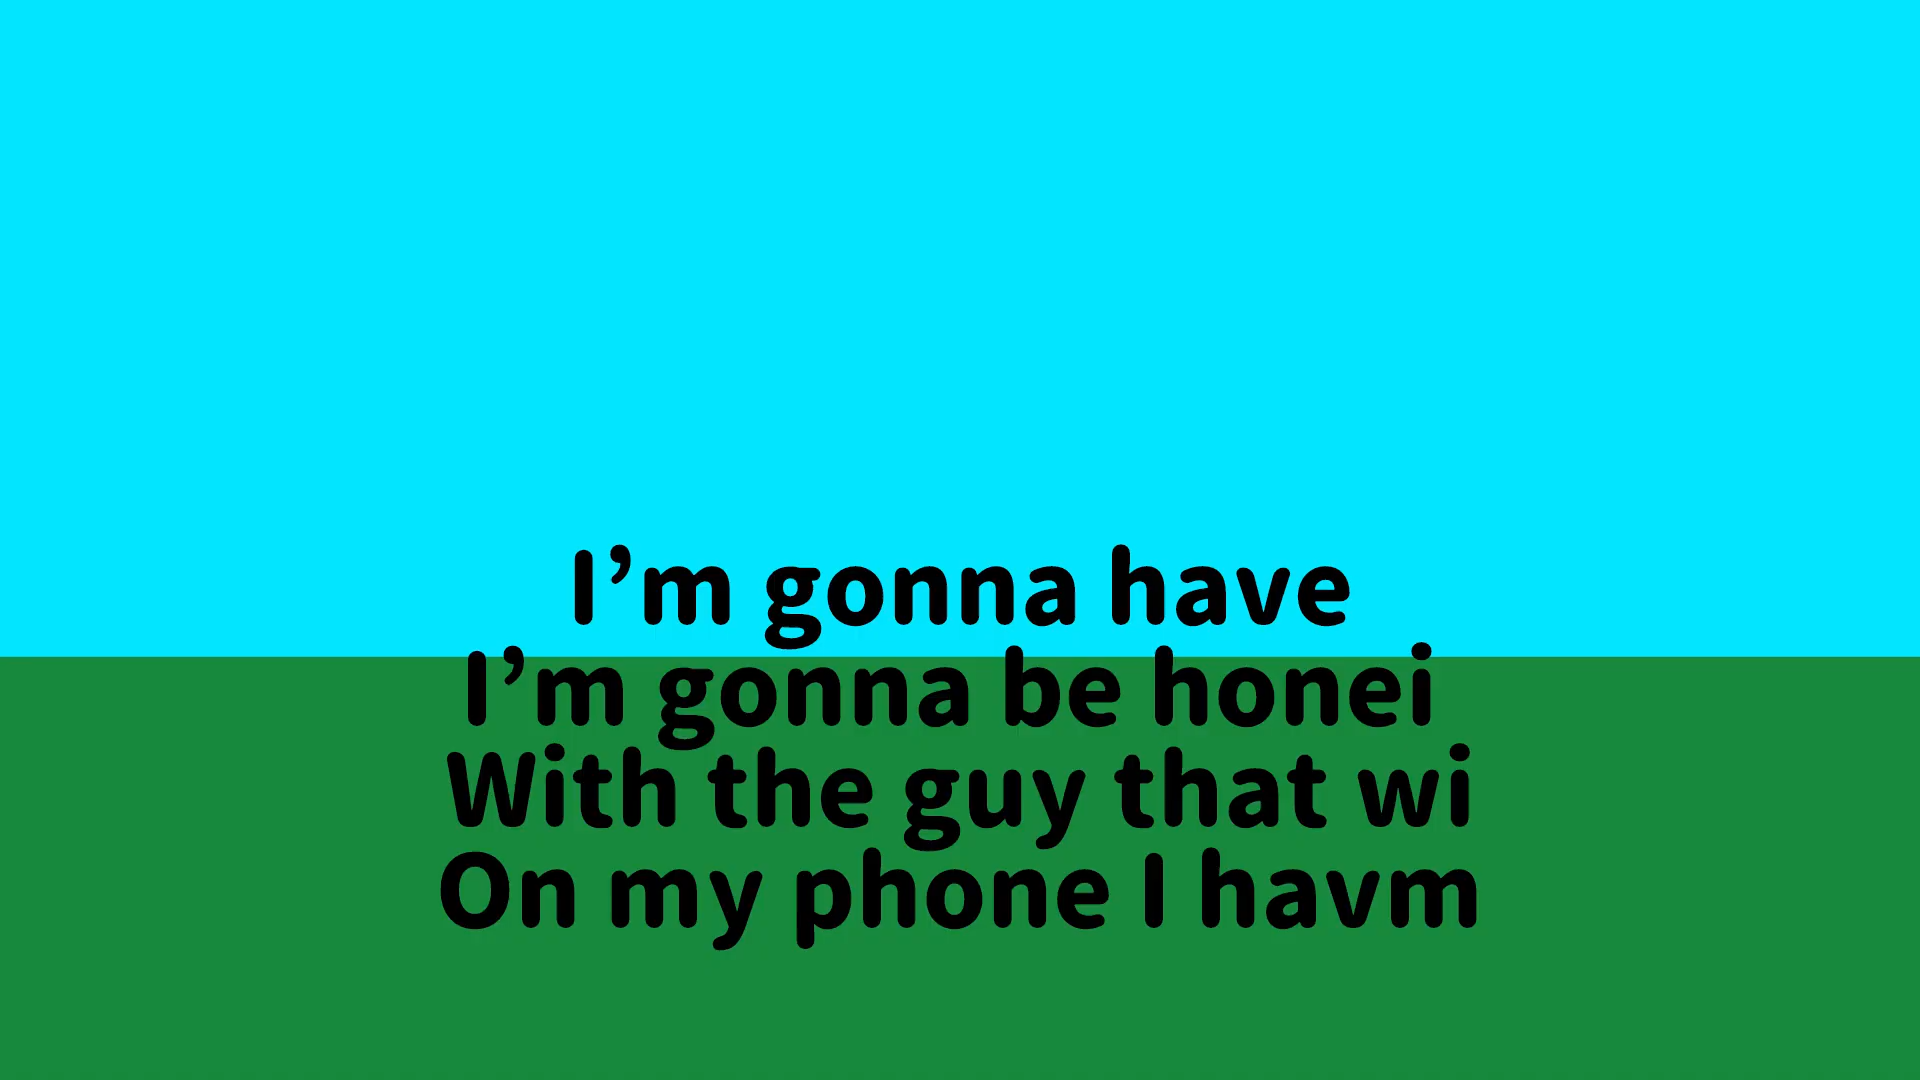 I’m gonna have
I’m gonna be honei
With the guy that wi
On my phone I havm